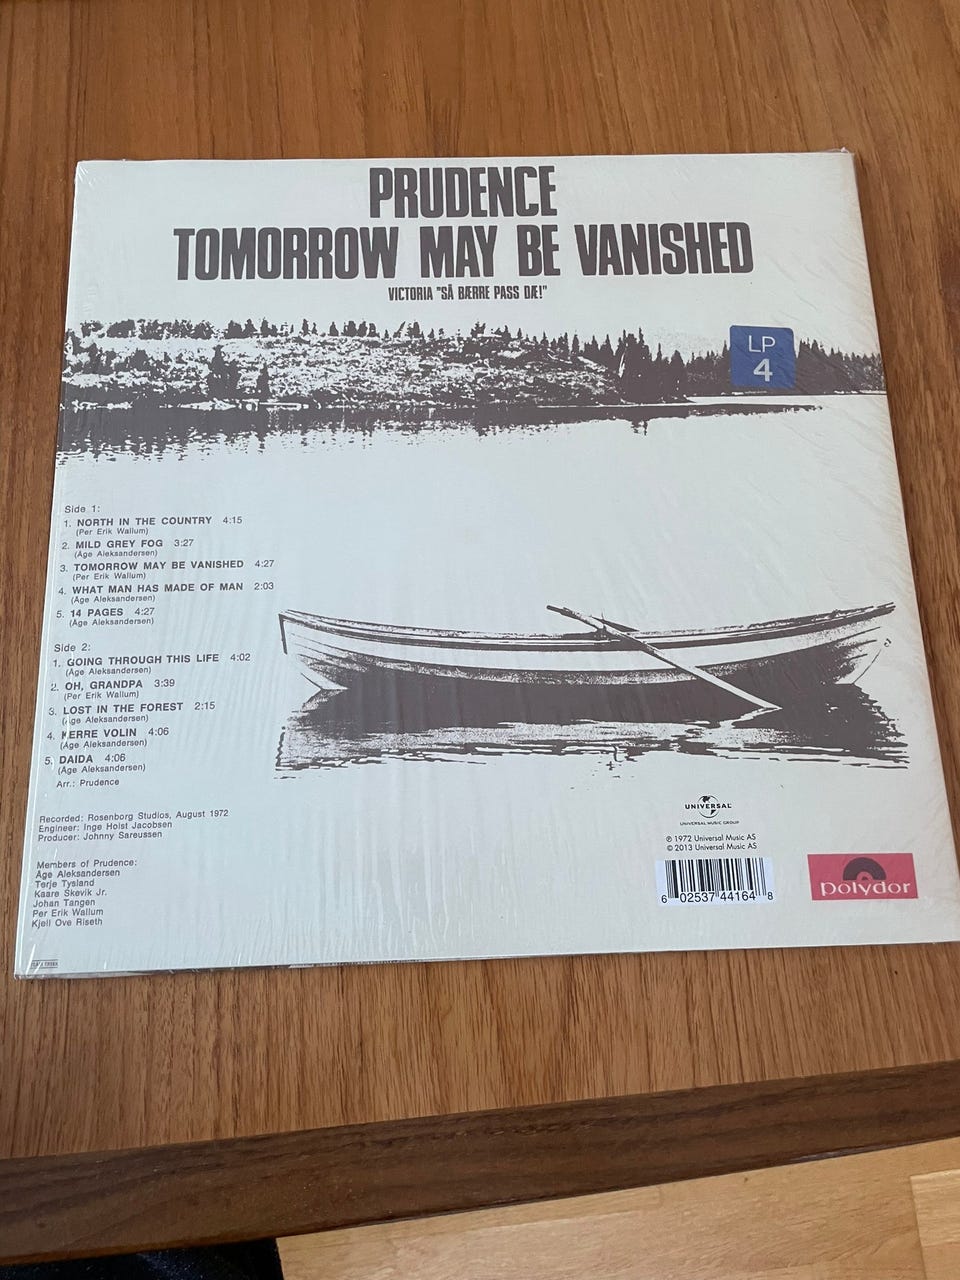 PRUDENCE
TOMORROW MAY BE VANISHED
VICTORIA "SÅ BÆRRE PASS DÆ!"
LP
4
Side 1:
1. NORTH IN THE COUNTRY 4:15
(Per Erik Wallum)
2. MILD GREY FOG 3:27
(Åge Aleksandersen)
3. TOMORROW MAY BE VANISHED 4:27
(Per Erik Wallum)
4. WHAT MAN HAS MADE OF MAN 2:03
(Åge Aleksandersen)
5. 14 PAGES 4:27
(Åge Aleksandersen)
Side 2:
1. GOING THROUGH THIS LIFE 4:02
(Åge Aleksandersen)
2. OH, GRANDPA 3:39
(Per Erik Wallum)
3. LOST IN THE FOREST 2:15
(Åge Aleksandersen)
4. KERRE VOLIN 4:06
(Åge Aleksandersen)
5. DAIDA 4:06
(Åge Aleksandersen)
Arr.: Prudence
Recorded: Rosenborg Studios, August 1972
Engineer: Inge Holst Jacobsen
Producer: Johnny Sareussen
Members of Prudence:
Åge Aleksandersen
Terje Tysland
Kaare Skevik Jr.
Johan Tangen
Per Erik Wallum
Kjell Ove Riseth
UNIVERSAL
UNIVERSAL MUSIC GROUP
℗ 1972 Universal Music AS
© 2013 Universal Music AS
6 02537 44164 8
polydor